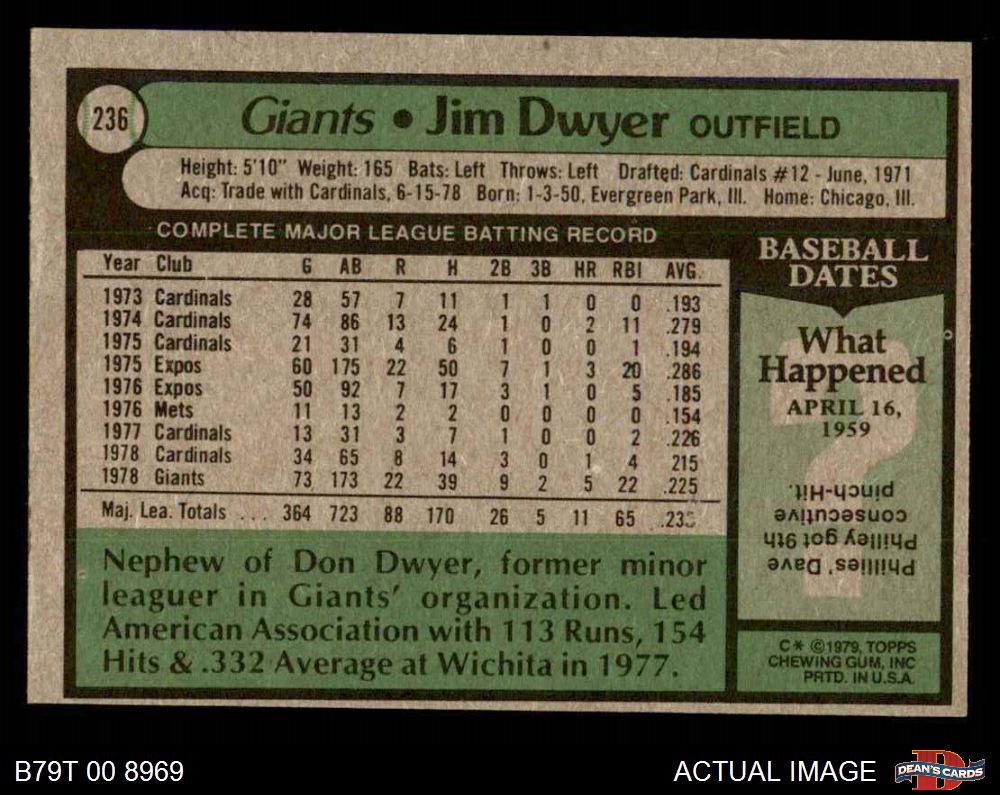 236
Giants • Jim Dwyer OUTFIELD
Height: 5'10" Weight: 165 Bats: Left Throws: Left Drafted: Cardinals #12 - June, 1971
Acq: Trade with Cardinals, 6-15-78 Born: 1-3-50, Evergreen Park, Ill. Home: Chicago, Ill.
COMPLETE MAJOR LEAGUE BATTING RECORD
Year Club G AB R H 2B 3B HR RBI AVG.
1973 Cardinals 28 57 7 11 1 1 0 0 .193
1974 Cardinals 74 86 13 24 1 0 2 11 .279
1975 Cardinals 21 31 4 6 1 0 0 1 .194
1975 Expos 60 175 22 50 7 1 3 20 .286
1976 Expos 50 92 7 17 3 1 0 5 .185
1976 Mets 11 13 2 2 0 0 0 0 .154
1977 Cardinals 13 31 3 7 1 0 0 2 .226
1978 Cardinals 34 65 8 14 3 0 1 4 215
1978 Giants 73 173 22 39 9 2 5 22 .225
Maj. Lea. Totals ... 364 723 88 170 26 5 11 65
Nephew of Don Dwyer, former minor
leaguer in Giants' organization. Led
American Association with 113 Runs, 154
Hits & .332 Average at Wichita in 1977.
BASEBALL
DATES
What
Happened
APRIL 16,
1959
Phillies' Dave
Philley got 9th
consecutive
pinch-Hit.
C* ©1979, TOPPS
CHEWING GUM, INC
PRTD. IN U.S.A.
B79T 00 8969
ACTUAL IMAGE
DEAN'S CARDS